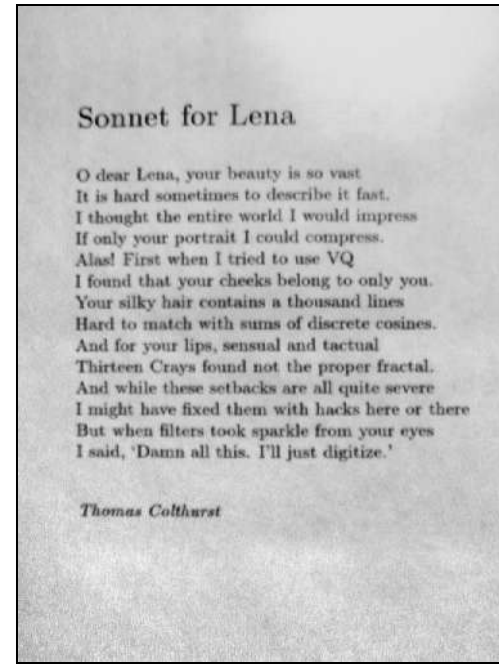 Sonnet for Lena
O dear Lena, your beauty is so vast
It is hard sometimes to describe it fast.
I thought the entire world I would impress
If only your portrait I could compress.
Alas! First when I tried to use VQ
I found that your cheeks belong to only you.
Your silky hair contains a thousand lines
Hard to match with sums of discrete cosines.
And for your lips, sensual and tactual
Thirteen Crays found not the proper fractal.
And while these setbacks are all quite severe
I might have fixed them with hacks here or there
But when filters took sparkle from your eyes
I said, ‘Damn all this. I'll just digitize.’
Thomas Colthurst